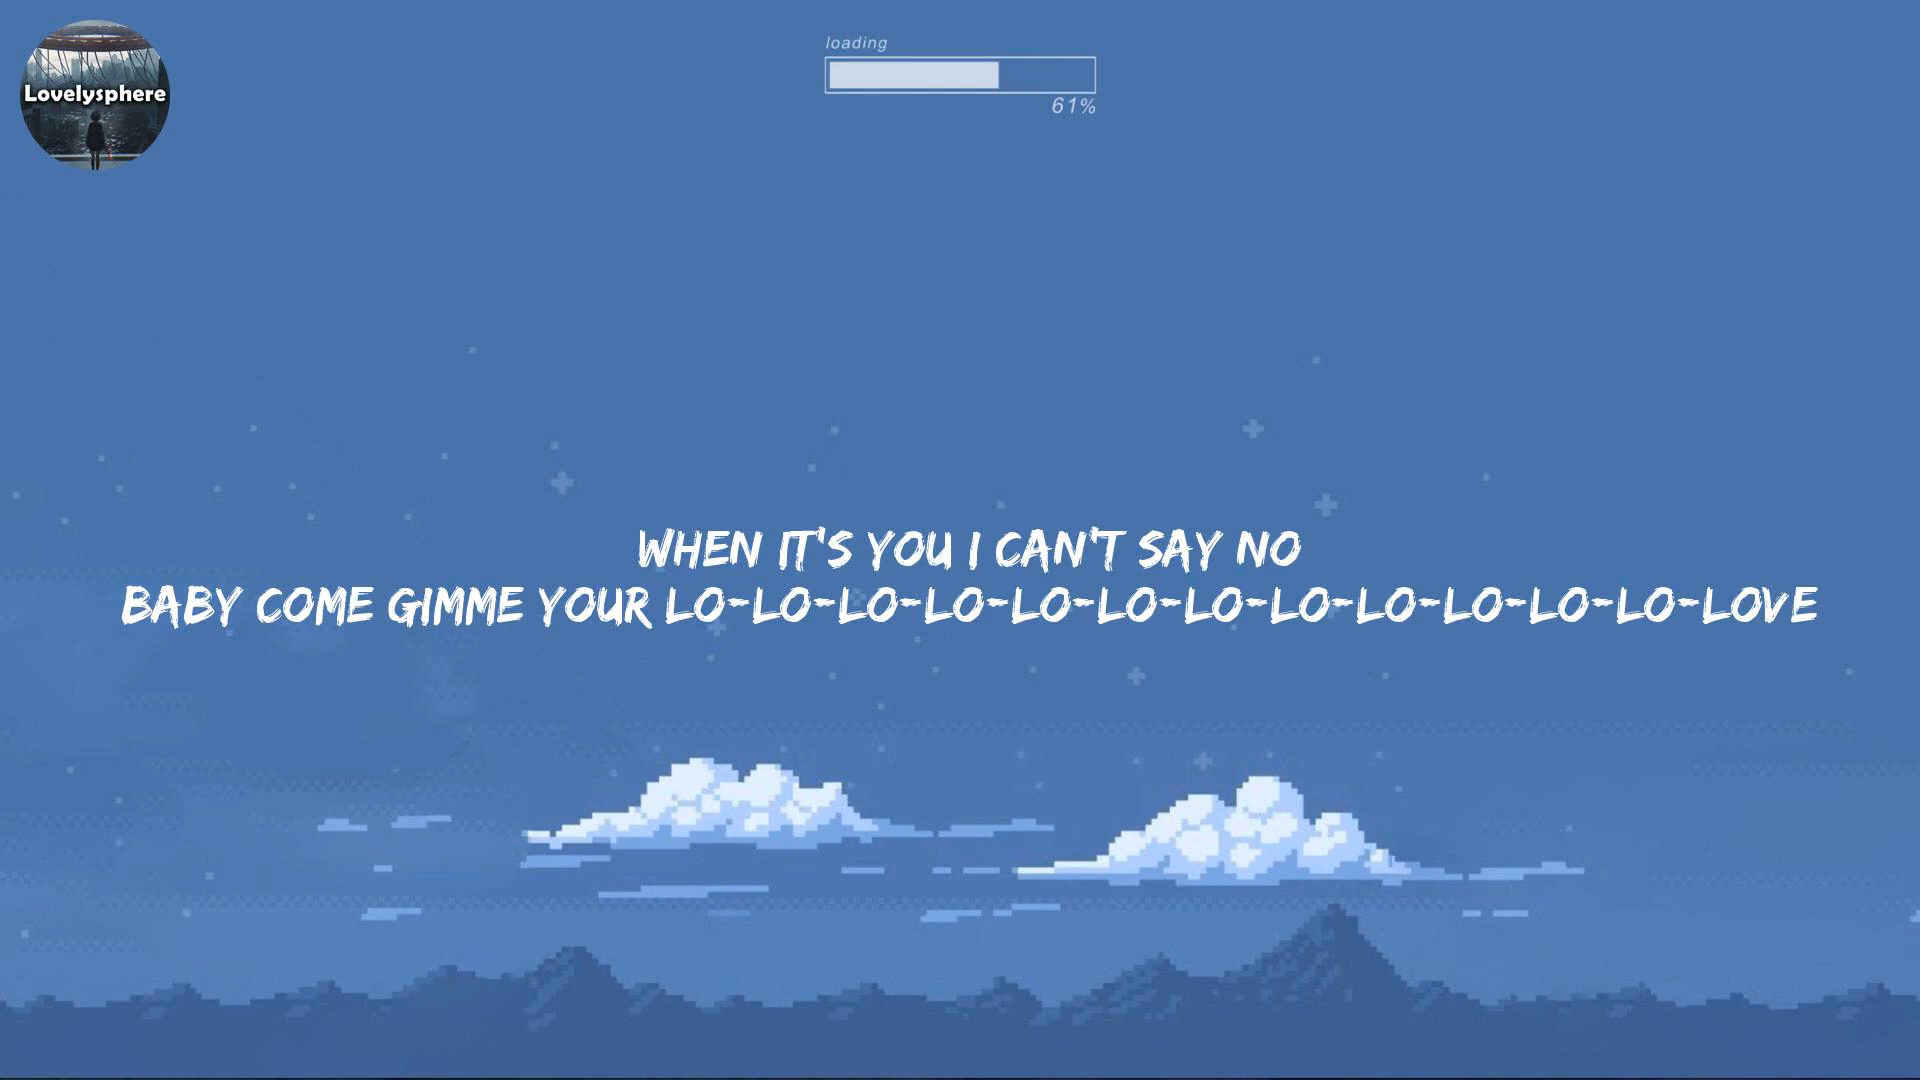 loading
61%
Lovelysphere
WHEN IT'S YOU I CAN'T SAY NO
BABY COME GIMME YOUR LO-LO-LO-LO-LO-LO-LO-LO-LO-LO-LO-LO-LOVE